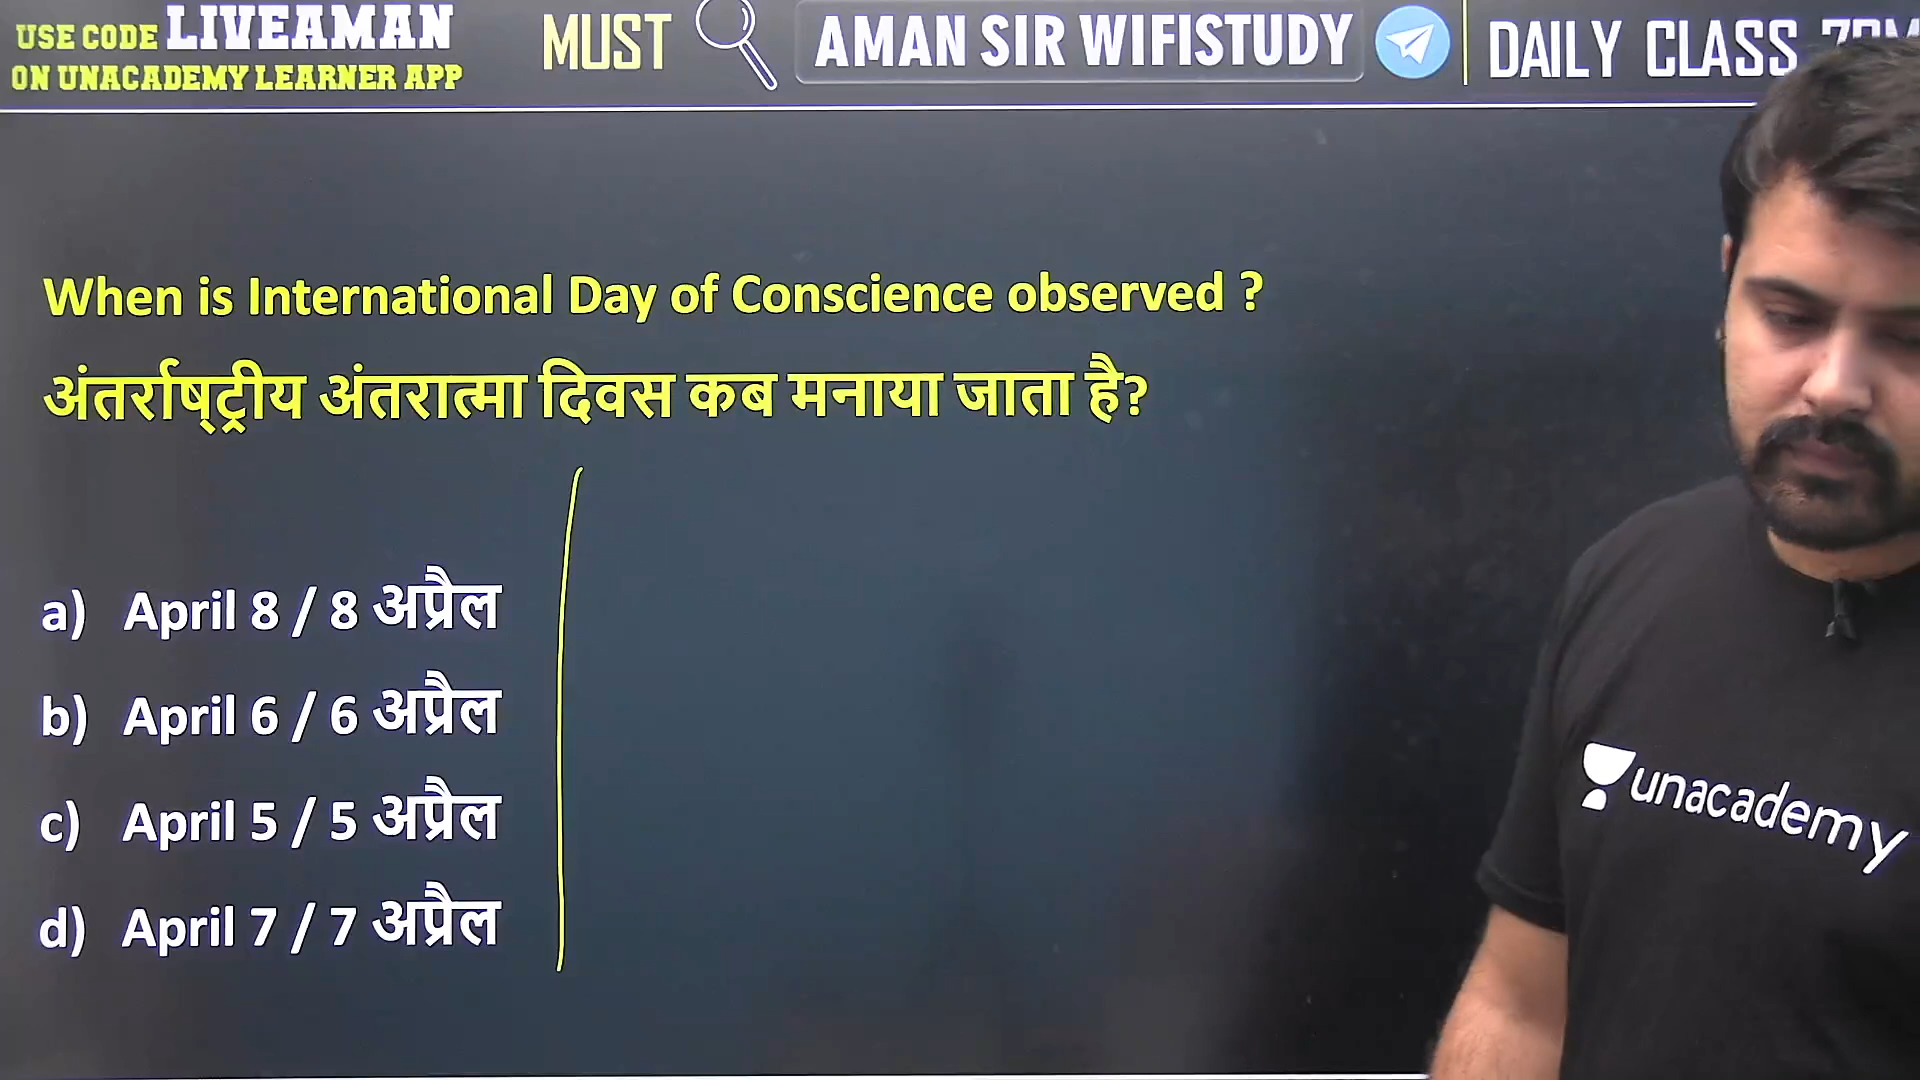 USE CODE LIVEAMAN
ON UNACADEMY LEARNER APP
MUST
AMAN SIR WIFISTUDY
DAILY CLASS
When is International Day of Conscience observed ?
अंतर्राष्ट्रीय अंतरात्मा दिवस कब मनाया जाता है?
a) April 8 / 8 अप्रैल
b) April 6 / 6 अप्रैल
c) April 5 / 5 अप्रैल
d) April 7 / 7 अप्रैल
unacademy